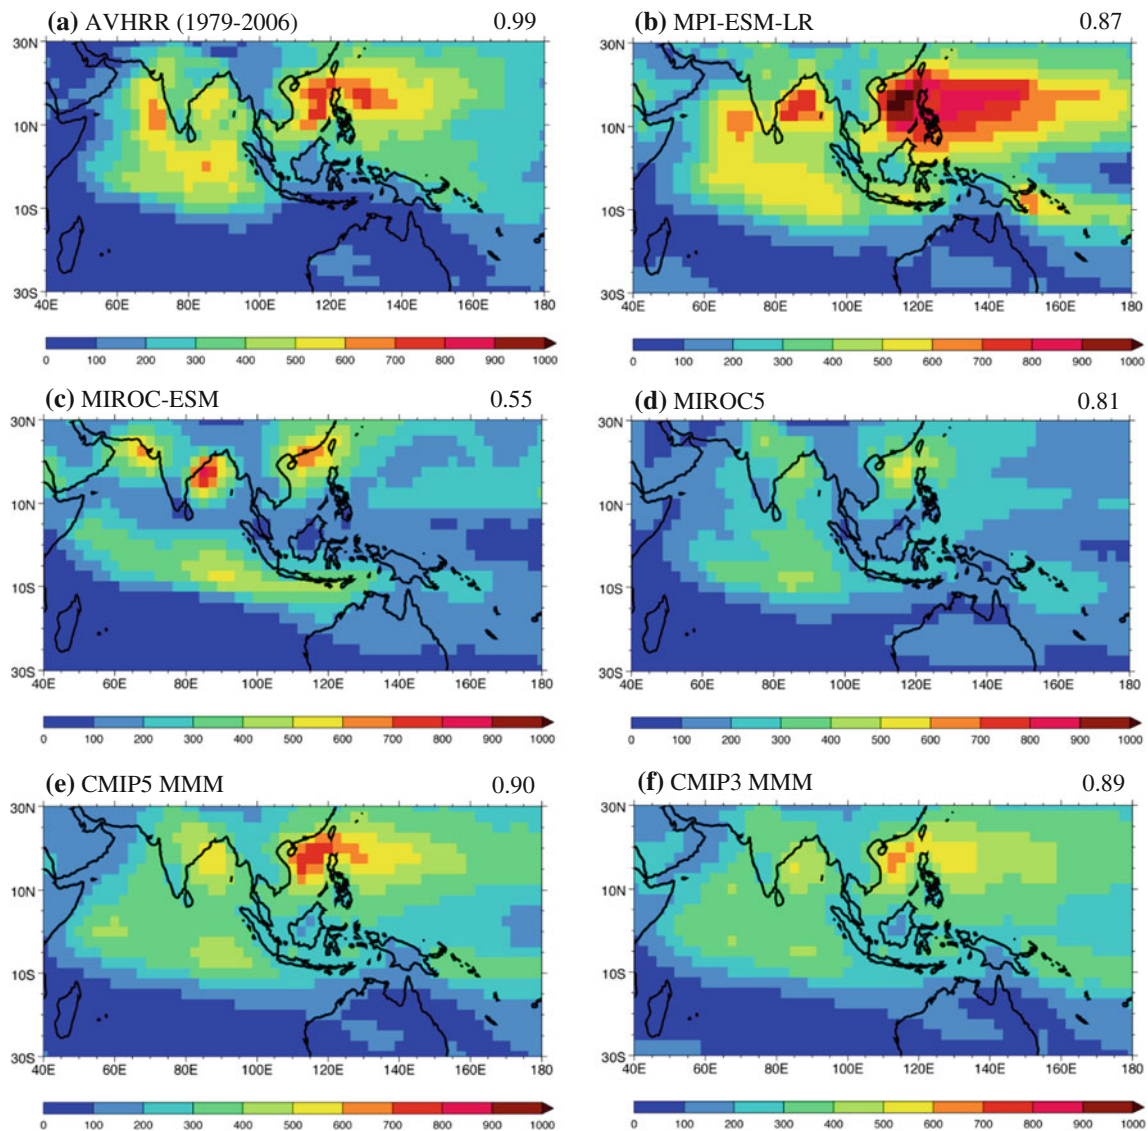 (a) AVHRR (1979-2006) 0.99
30N
10N
10S
30S
40E 60E 80E 100E 120E 140E 160E 180
0 100 200 300 400 500 600 700 800 900 1000
(b) MPI-ESM-LR 0.87
30N
10N
10S
30S
40E 60E 80E 100E 120E 140E 160E 180
0 100 200 300 400 500 600 700 800 900 1000
(c) MIROC-ESM 0.55
30N
10N
10S
30S
40E 60E 80E 100E 120E 140E 160E 180
0 100 200 300 400 500 600 700 800 900 1000
(d) MIROC5 0.81
30N
10N
10S
30S
40E 60E 80E 100E 120E 140E 160E 180
0 100 200 300 400 500 600 700 800 900 1000
(e) CMIP5 MMM 0.90
30N
10N
10S
30S
40E 60E 80E 100E 120E 140E 160E 180
0 100 200 300 400 500 600 700 800 900 1000
(f) CMIP3 MMM 0.89
30N
10N
10S
30S
40E 60E 80E 100E 120E 140E 160E 180
0 100 200 300 400 500 600 700 800 900 1000